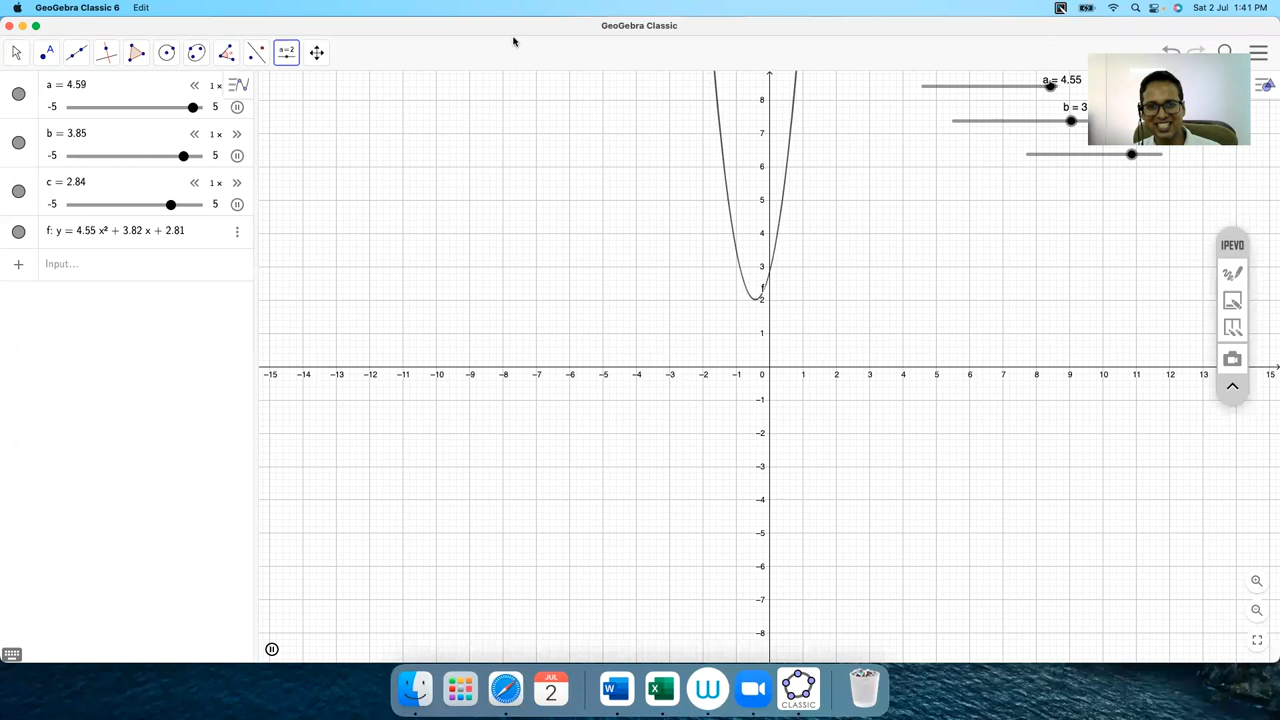 GeoGebra Classic 6 Edit Sat 2 Jul 1:41 PM
GeoGebra Classic
a=2
a = 4.59 1 ×
-5 5
b = 3.85 1 ×
-5 5
c = 2.84 1 ×
-5 5
f: y = 4.55 x² + 3.82 x + 2.81
Input...
a = 4.55
b = 3
f
8
7
6
5
4
3
2
1
-15 -14 -13 -12 -11 -10 -9 -8 -7 -6 -5 -4 -3 -2 -1 0 1 2 3 4 5 6 7 8 9 10 11 12 13 14 15
-1
-2
-3
-4
-5
-6
-7
-8
IPEVO
JUL
2
W
X
W
CLASSIC